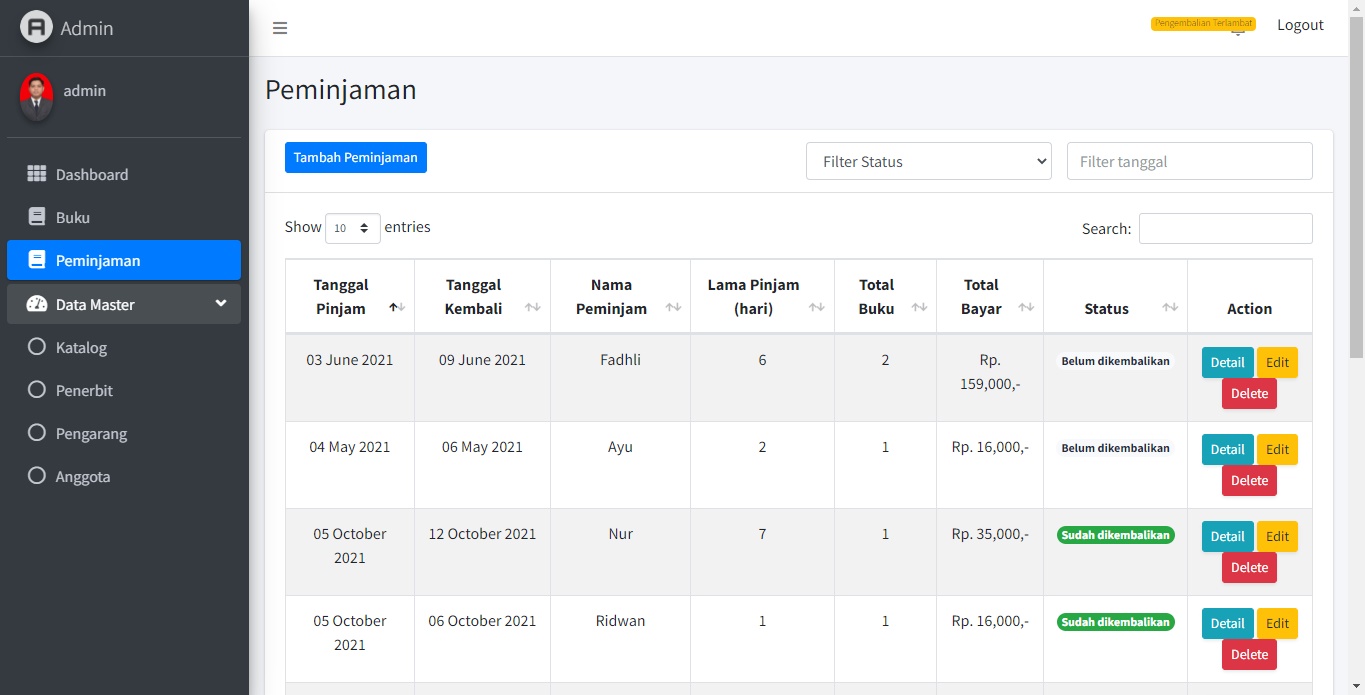 A Admin
Pengembalian Terlambat
Logout
admin
Peminjaman
Tambah Peminjaman
Filter Status
Filter tanggal
Dashboard
Buku
Peminjaman
Data Master
Katalog
Penerbit
Pengarang
Anggota
Show 10 entries
Search:
Tanggal Pinjam
Tanggal Kembali
Nama Peminjam
Lama Pinjam (hari)
Total Buku
Total Bayar
Status
Action
03 June 2021 09 June 2021 Fadhli 6 2 Rp. 159,000,- Belum dikembalikan Detail Edit
Delete
04 May 2021 06 May 2021 Ayu 2 1 Rp. 16,000,- Belum dikembalikan Detail Edit
Delete
05 October 2021 12 October 2021 Nur 7 1 Rp. 35,000,- Sudah dikembalikan Detail Edit
Delete
05 October 2021 06 October 2021 Ridwan 1 1 Rp. 16,000,- Sudah dikembalikan Detail Edit
Delete